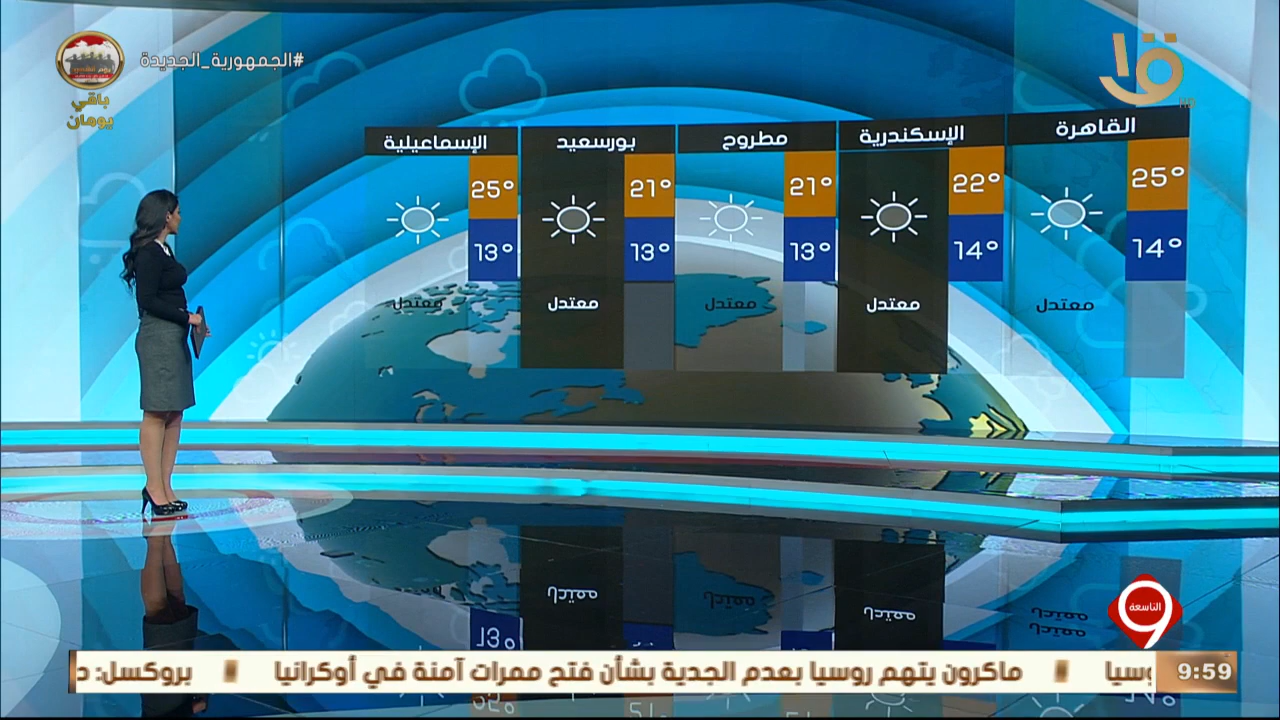 #الجمهورية_الجديدة
باقي
يومان
HD
القاهرة
25°
14°
معتدل
الإسكندرية
22°
14°
معتدل
مطروح
21°
13°
معتدل
بورسعيد
21°
13°
معتدل
الإسماعيلية
25°
13°
معتدل
التاسعة
9
9:59
وسيا
ماكرون يتهم روسيا بعدم الجدية بشأن فتح ممرات آمنة في أوكرانيا
بروكسل: د